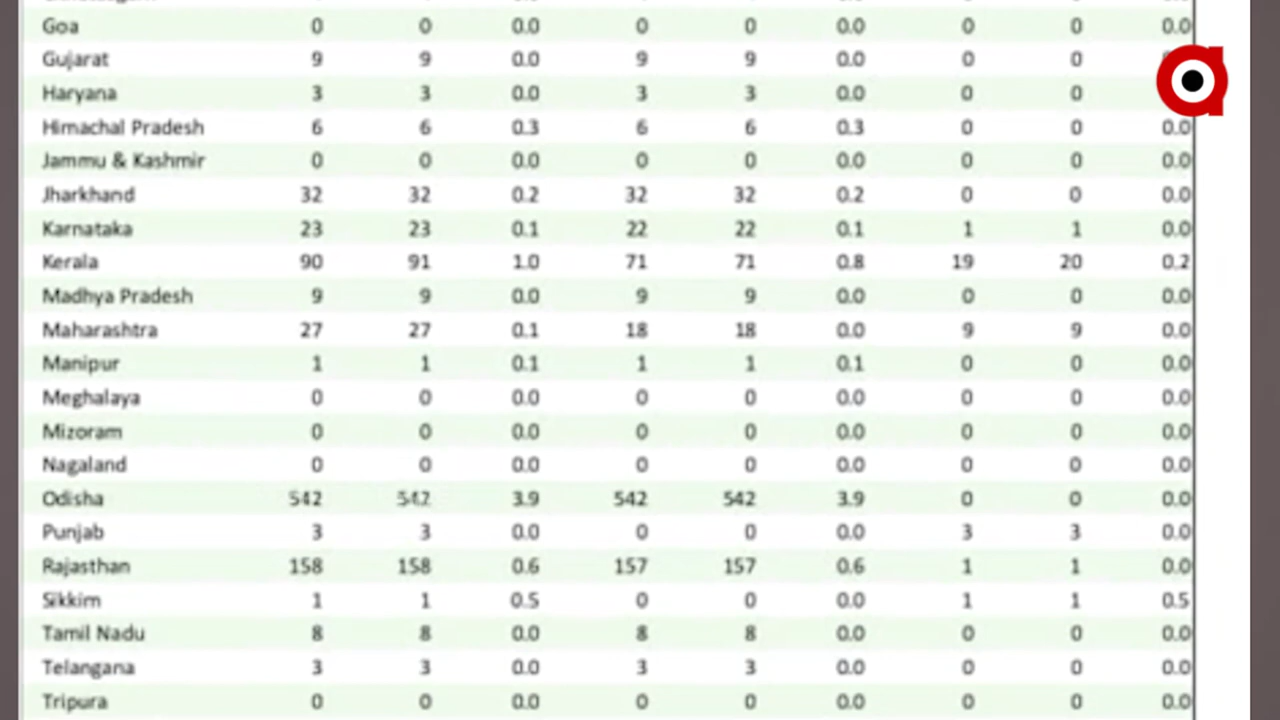 Goa 0 0 0.0 0 0 0.0 0 0 0.0
Gujarat 9 9 0.0 9 9 0.0 0 0
Haryana 3 3 0.0 3 3 0.0 0 0
Himachal Pradesh 6 6 0.3 6 6 0.3 0 0 0.0
Jammu & Kashmir 0 0 0.0 0 0 0.0 0 0 0.0
Jharkhand 32 32 0.2 32 32 0.2 0 0 0.0
Karnataka 23 23 0.1 22 22 0.1 1 1 0.0
Kerala 90 91 1.0 71 71 0.8 19 20 0.2
Madhya Pradesh 9 9 0.0 9 9 0.0 0 0 0.0
Maharashtra 27 27 0.1 18 18 0.0 9 9 0.0
Manipur 1 1 0.1 1 1 0.1 0 0 0.0
Meghalaya 0 0 0.0 0 0 0.0 0 0 0.0
Mizoram 0 0 0.0 0 0 0.0 0 0 0.0
Nagaland 0 0 0.0 0 0 0.0 0 0 0.0
Odisha 542 542 3.9 542 542 3.9 0 0 0.0
Punjab 3 3 0.0 0 0 0.0 3 3 0.0
Rajasthan 158 158 0.6 157 157 0.6 1 1 0.0
Sikkim 1 1 0.5 0 0 0.0 1 1 0.5
Tamil Nadu 8 8 0.0 8 8 0.0 0 0 0.0
Telangana 3 3 0.0 3 3 0.0 0 0 0.0
Tripura 0 0 0.0 0 0 0.0 0 0 0.0